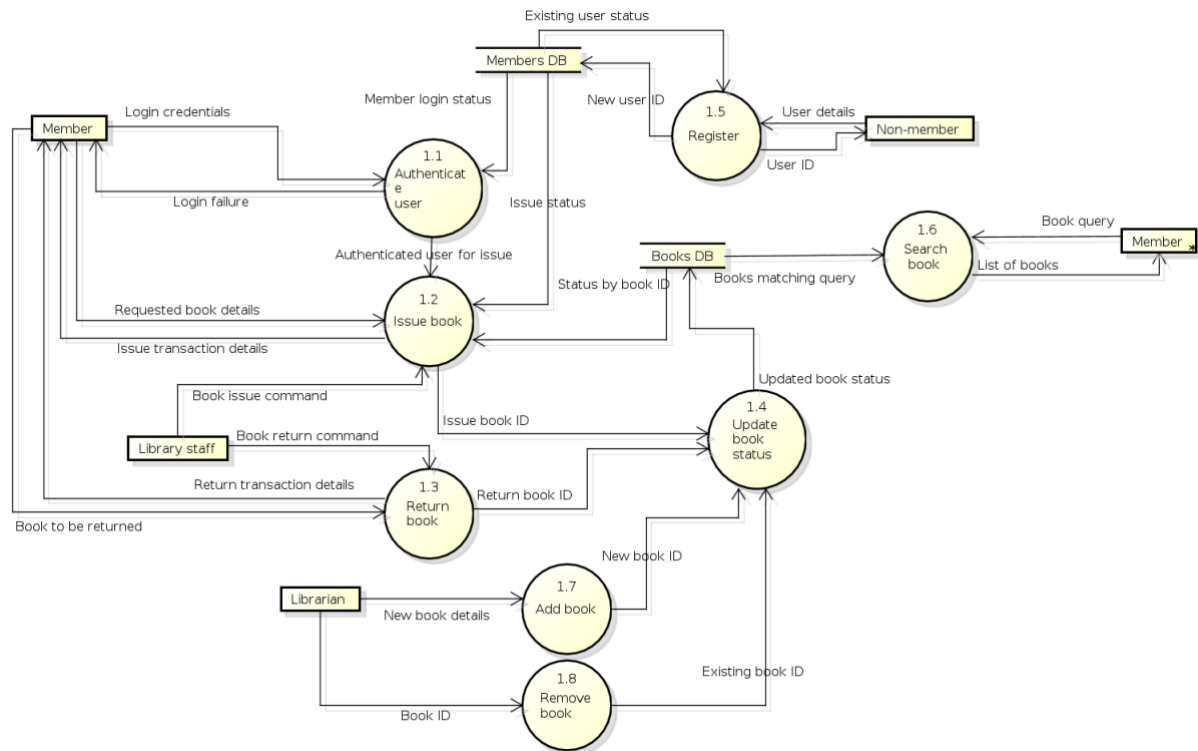 Existing user status
Members DB
Member login status
New user ID
1.5
Register
User details
Non-member
User ID
Login credentials
Member
1.1
Authenticat
e
user
Login failure
Issue status
1.6
Search
book
Book query
Member
*
List of books
Authenticated user for issue
Books DB
Books matching query
Status by book ID
1.2
Issue book
Requested book details
Issue transaction details
Updated book status
Book issue command
Issue book ID
1.4
Update
book
status
Library staff
Book return command
Return transaction details
1.3
Return
book
Return book ID
Book to be returned
New book ID
Librarian
New book details
1.7
Add book
Existing book ID
1.8
Remove
book
Book ID